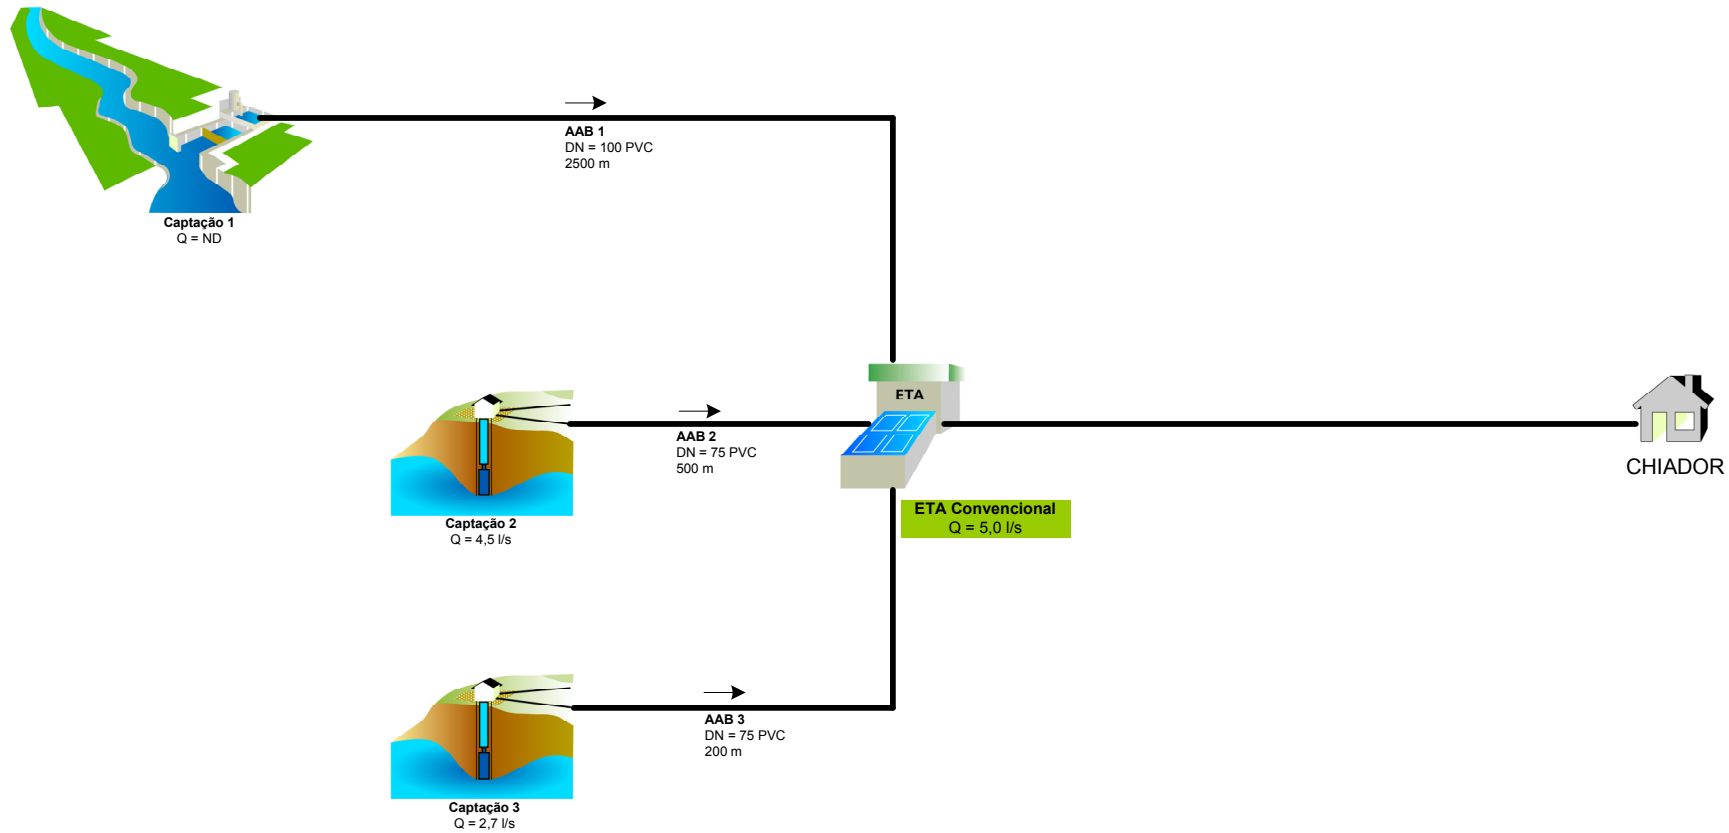 AAB 1
DN = 100 PVC
2500 m
Captação 1
Q = ND
ETA
AAB 2
DN = 75 PVC
500 m
CHIADOR
ETA Convencional
Q = 5,0 l/s
Captação 2
Q = 4,5 l/s
AAB 3
DN = 75 PVC
200 m
Captação 3
Q = 2,7 l/s